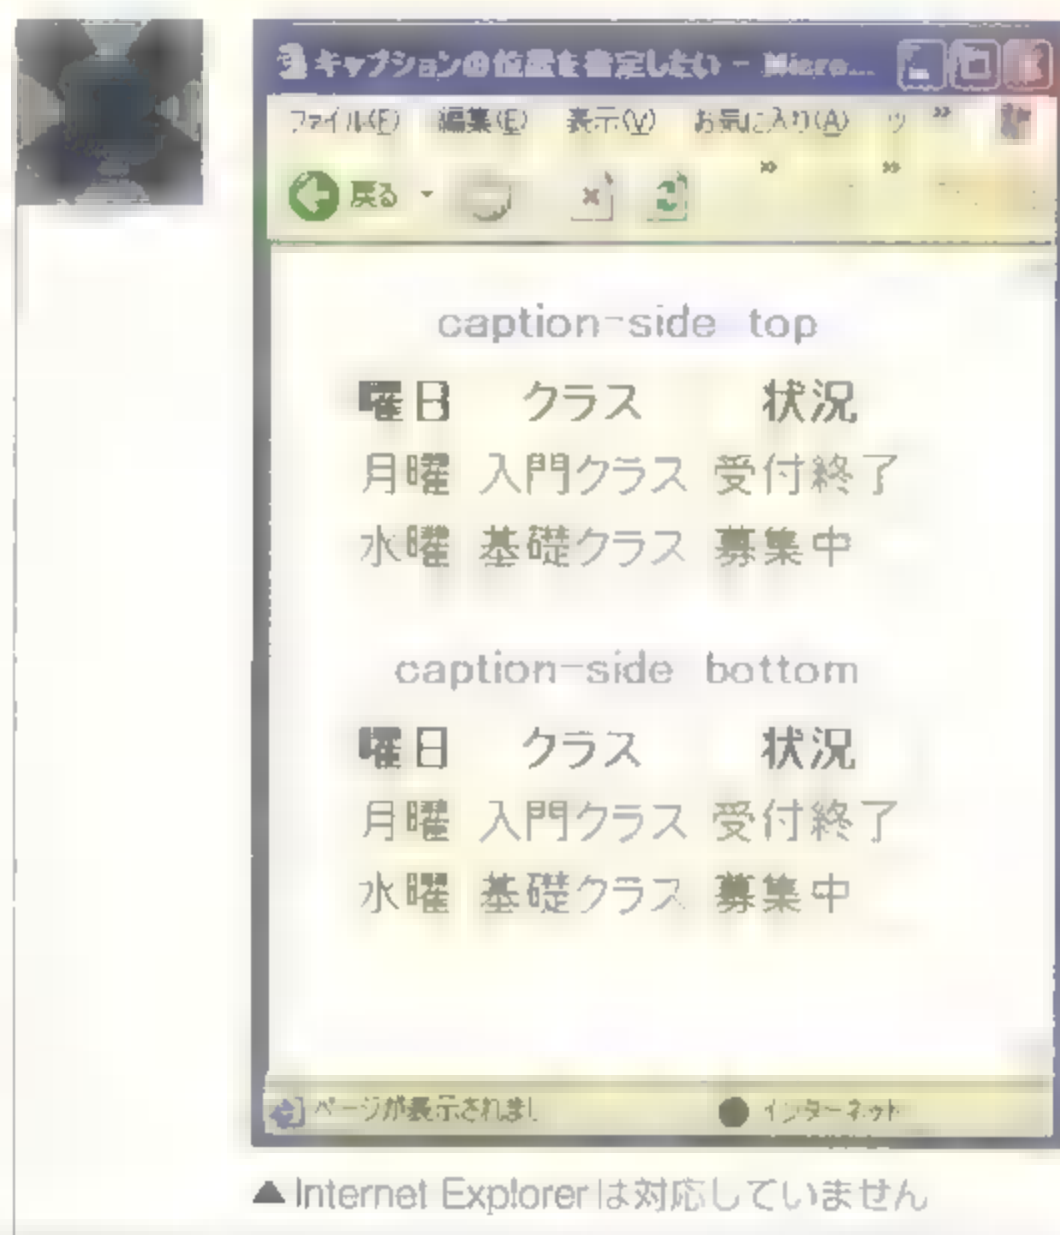 キャプションの位置を指定したい - Micro...
ファイル(F) 編集(E) 表示(V) お気に入り(A) ツ »
戻る » »
caption-side top
曜日 クラス 状況
月曜 入門クラス 受付終了
水曜 基礎クラス 募集中
caption-side bottom
曜日 クラス 状況
月曜 入門クラス 受付終了
水曜 基礎クラス 募集中
ページが表示されまし インターネット
▲Internet Explorerは対応していません